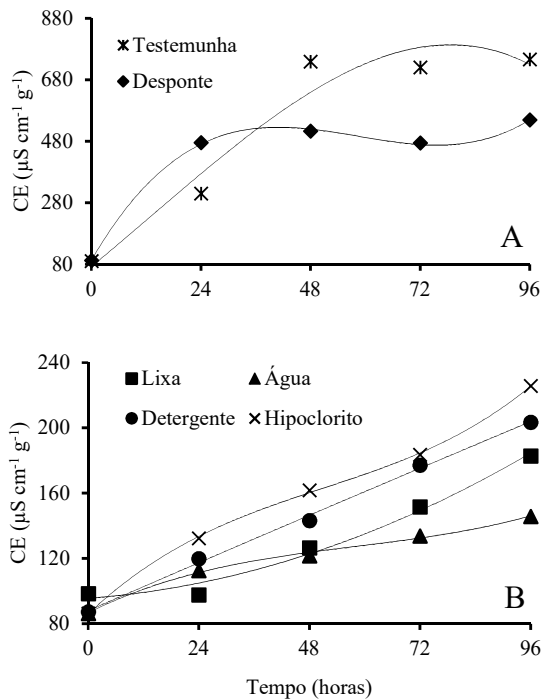 880
680
480
280
80
CE (µS cm-1 g-1)
Testemunha
Desponte
A
0 24 48 72 96
240
200
160
120
80
CE (µS cm-1 g-1)
Lixa Água
Detergente Hipoclorito
B
0 24 48 72 96
Tempo (horas)